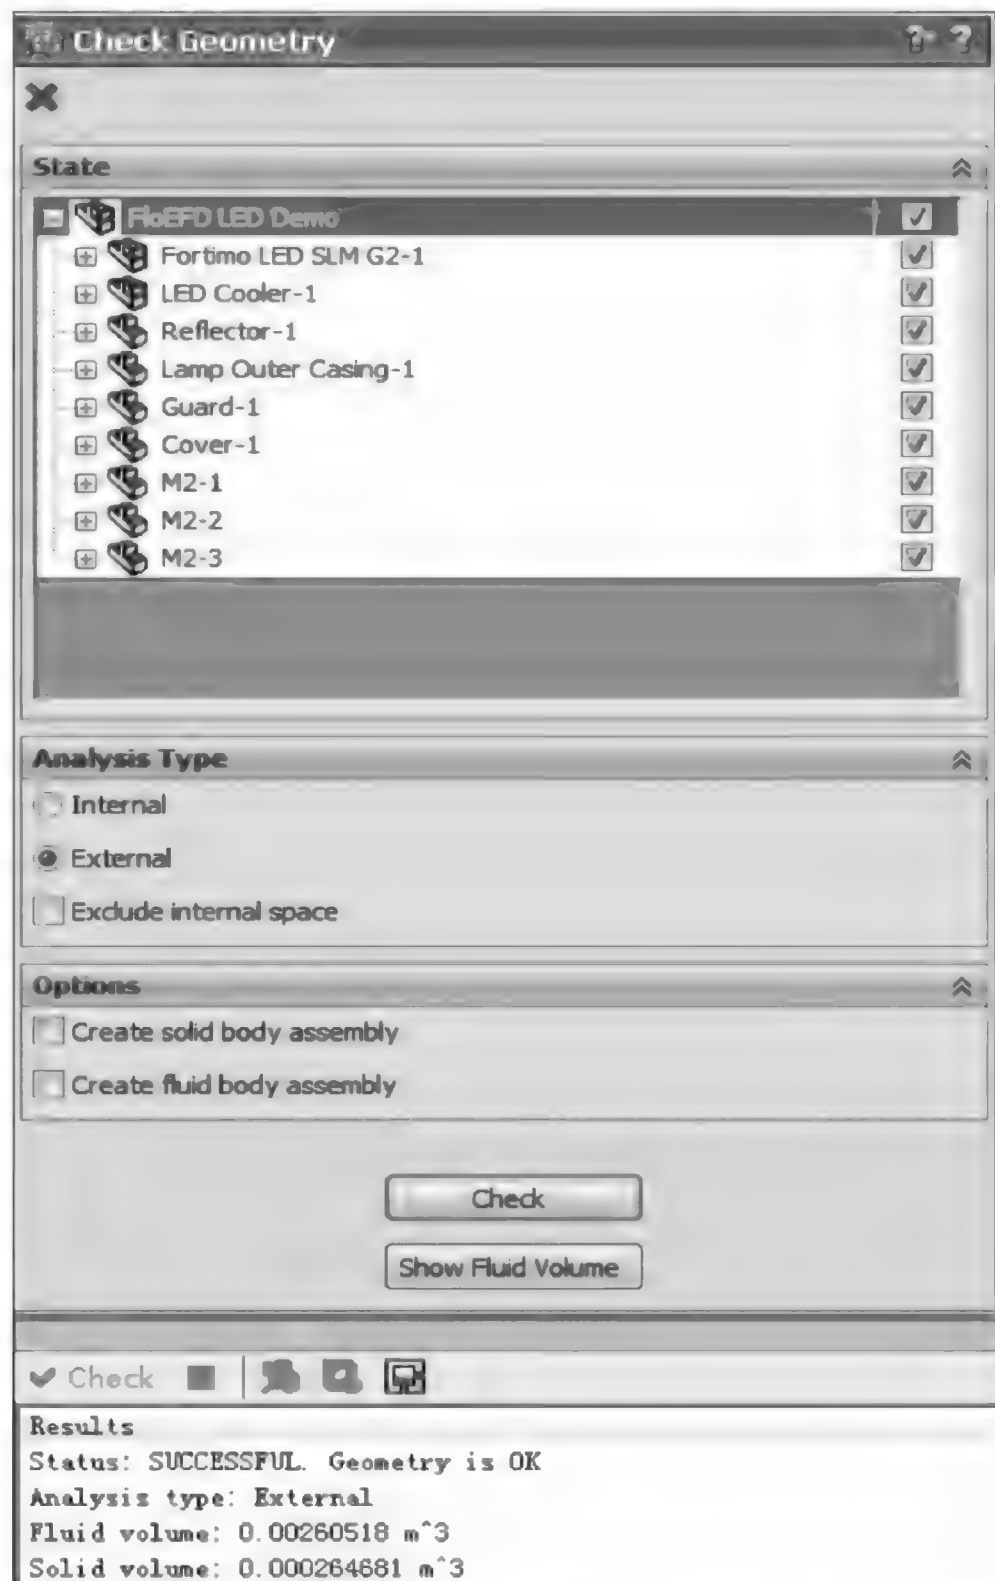 Check Geometry
State
FloEFD LED Demo
Fortimo LED SLM G2-1
LED Cooler-1
Reflector-1
Lamp Outer Casing-1
Guard-1
Cover-1
M2-1
M2-2
M2-3
Analysis Type
Internal
External
Exclude internal space
Options
Create solid body assembly
Create fluid body assembly
Check
Show Fluid Volume
Check
Results
Status: SUCCESSFUL. Geometry is OK
Analysis type: External
Fluid volume: 0.00260518 m^3
Solid volume: 0.000264681 m^3